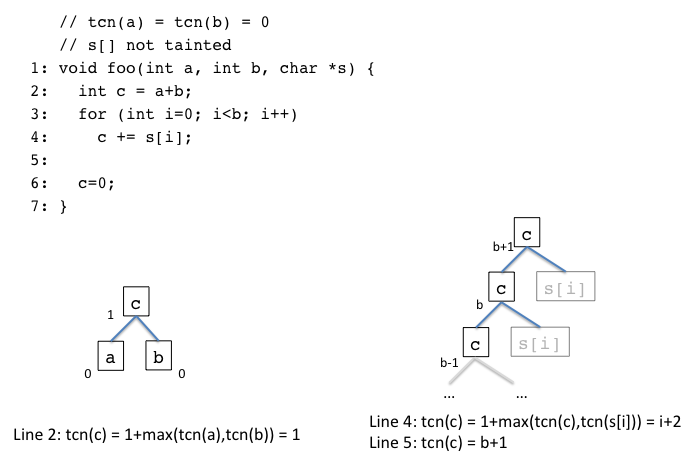 // tcn(a) = tcn(b) = 0
// s[] not tainted
1: void foo(int a, int b, char *s) {
2:   int c = a+b;
3:   for (int i=0; i<b; i++)
4:     c += s[i];
5:
6:   c=0;
7: }
c
b+1
c
s[i]
b
c
s[i]
b-1
... ...
c
1
a b
0 0
Line 2: tcn(c) = 1+max(tcn(a),tcn(b)) = 1
Line 4: tcn(c) = 1+max(tcn(c),tcn(s[i])) = i+2
Line 5: tcn(c) = b+1